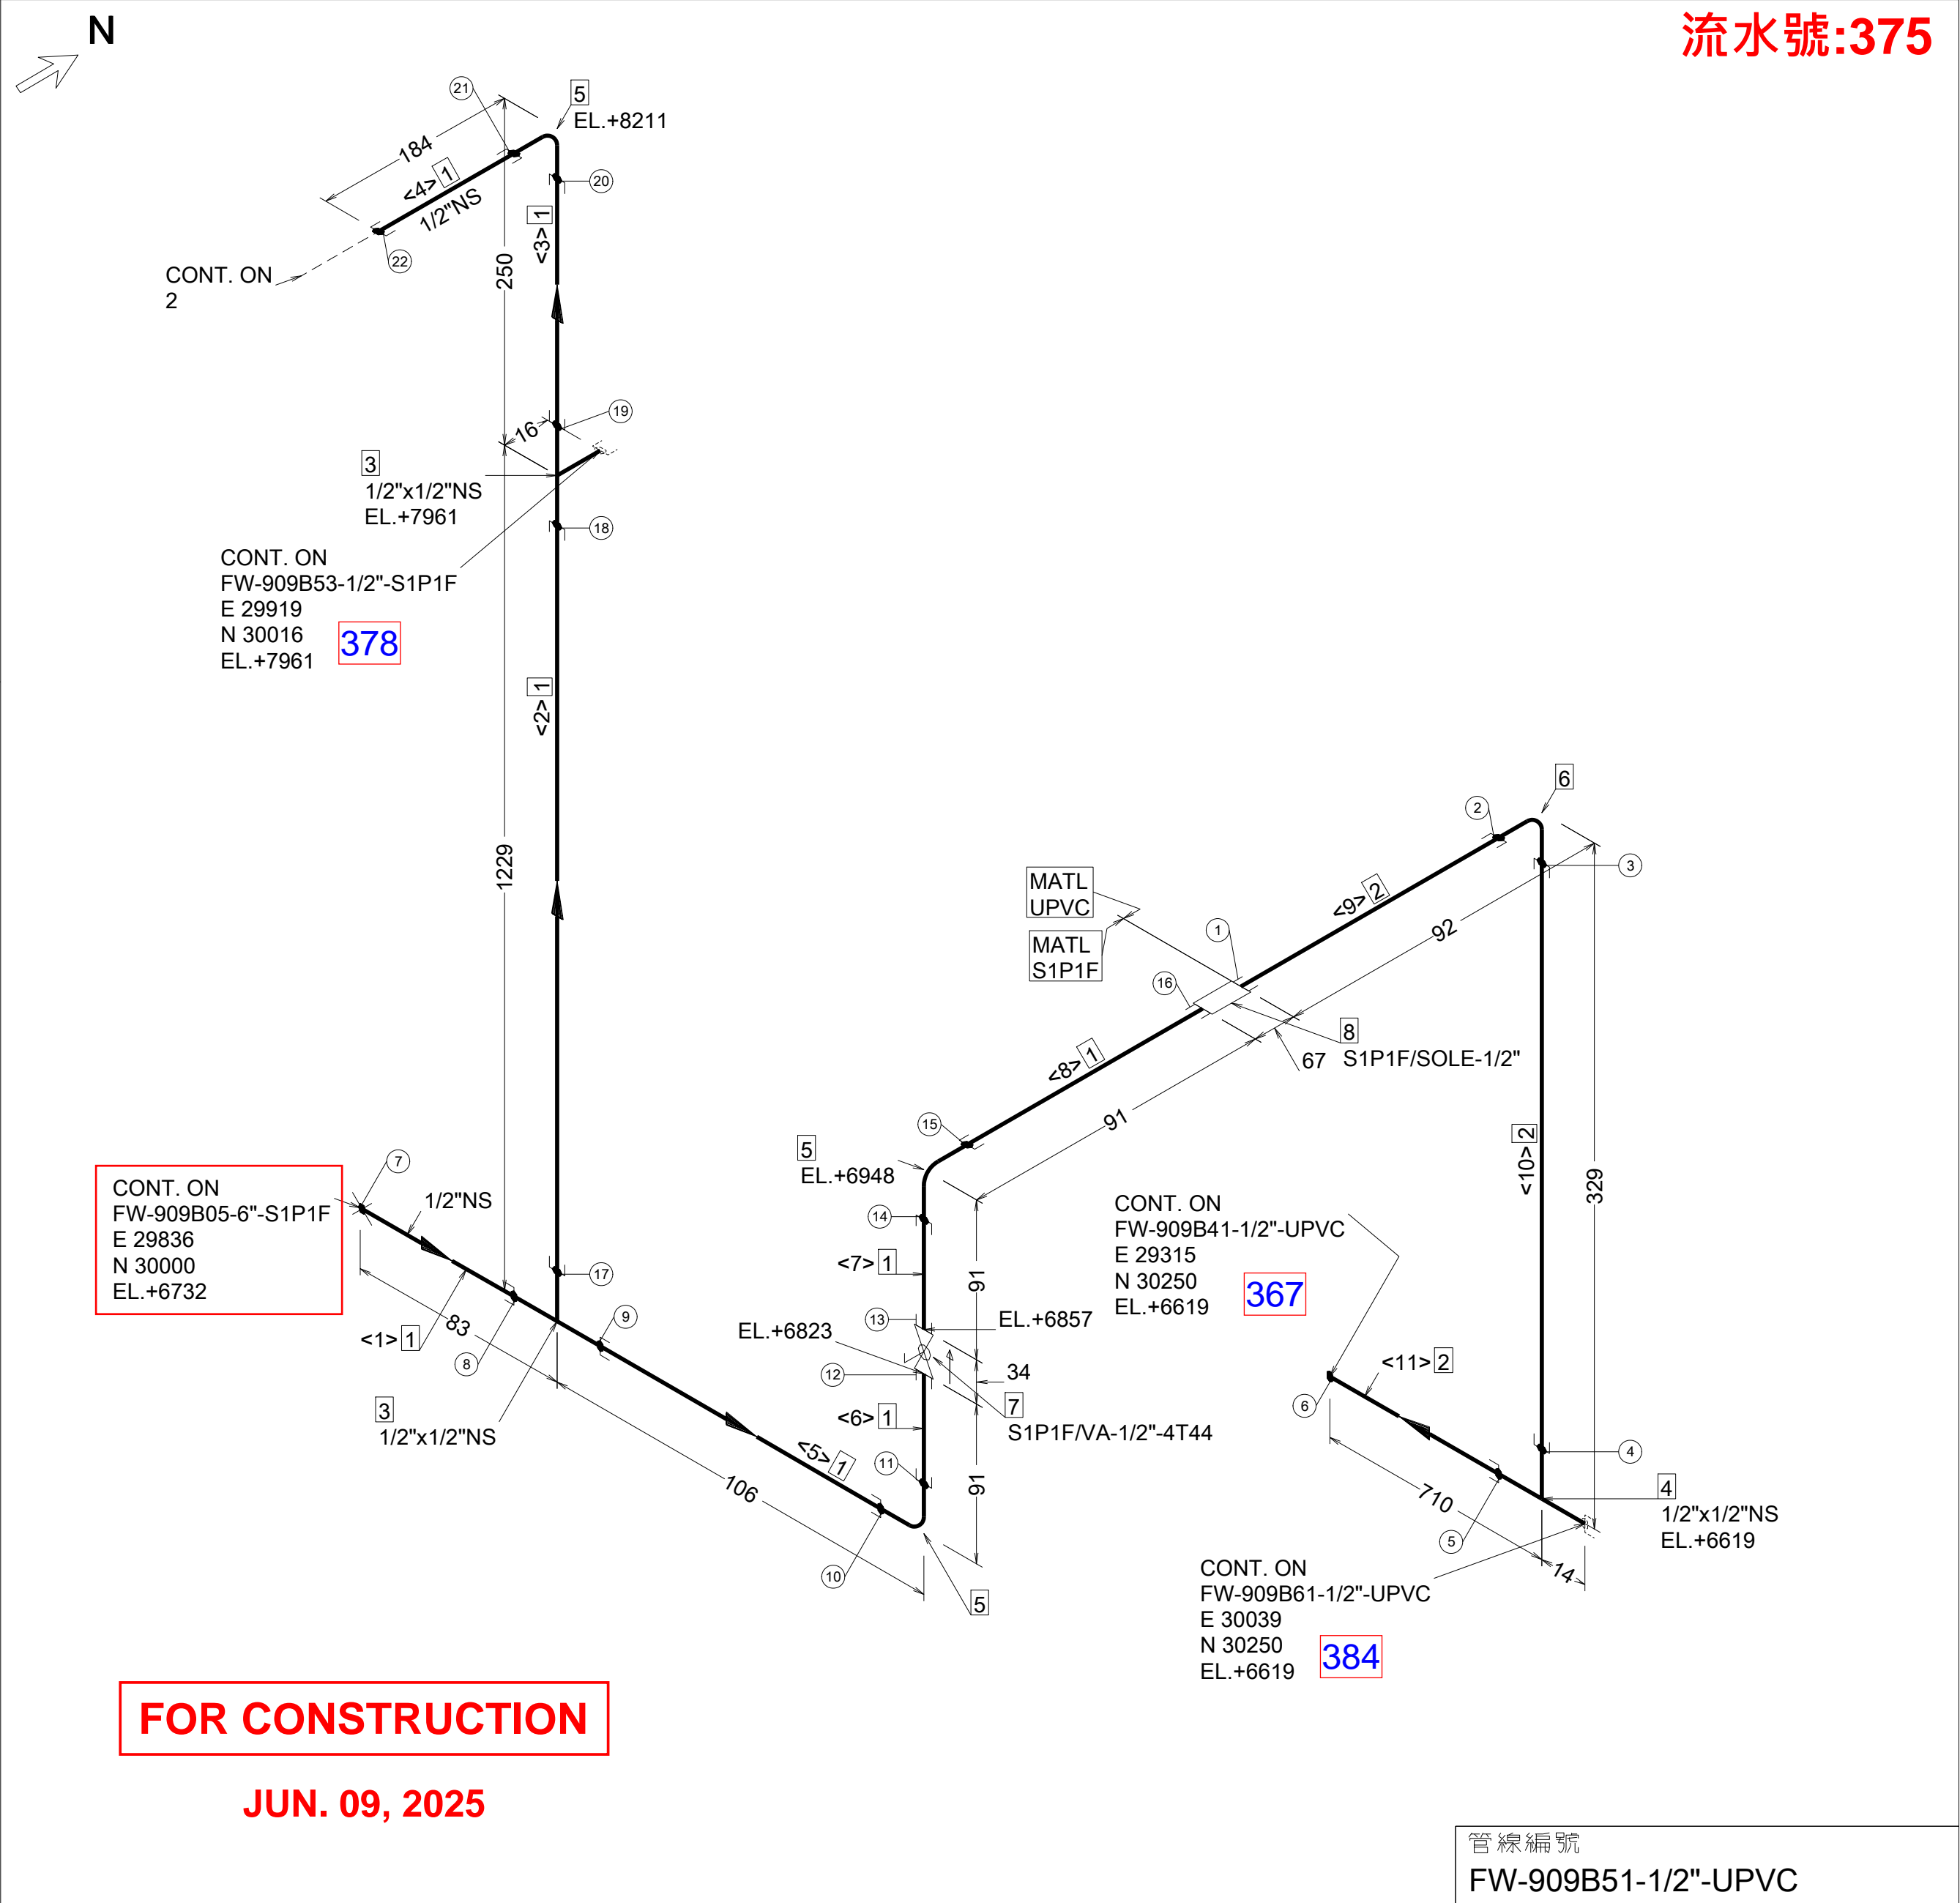 N
流水號:375
21
5
EL.+8211
184
<4> 1
1/2"NS
20
<3> 1
22
250
CONT. ON
2
19
16
3
1/2"x1/2"NS
EL.+7961
18
CONT. ON
FW-909B53-1/2"-S1P1F
E 29919
N 30016
EL.+7961
378
<2> 1
1229
6
2
3
MATL
UPVC
<9> 2
92
MATL
S1P1F
1
16
8
67
S1P1F/SOLE-1/2"
<8> 1
91
15
5
EL.+6948
<10> 2
329
7
CONT. ON
FW-909B05-6"-S1P1F
E 29836
N 30000
EL.+6732
1/2"NS
14
CONT. ON
FW-909B41-1/2"-UPVC
E 29315
N 30250
EL.+6619
367
<7> 1
91
17
9
13
EL.+6857
EL.+6823
83
<1> 1
8
12
34
<11> 2
6
3
1/2"x1/2"NS
<6> 1
7
S1P1F/VA-1/2"-4T44
<5> 1
11
91
106
4
710
4
1/2"x1/2"NS
EL.+6619
5
10
5
14
CONT. ON
FW-909B61-1/2"-UPVC
E 30039
N 30250
EL.+6619
384
FOR CONSTRUCTION
JUN. 09, 2025
管線編號
FW-909B51-1/2"-UPVC